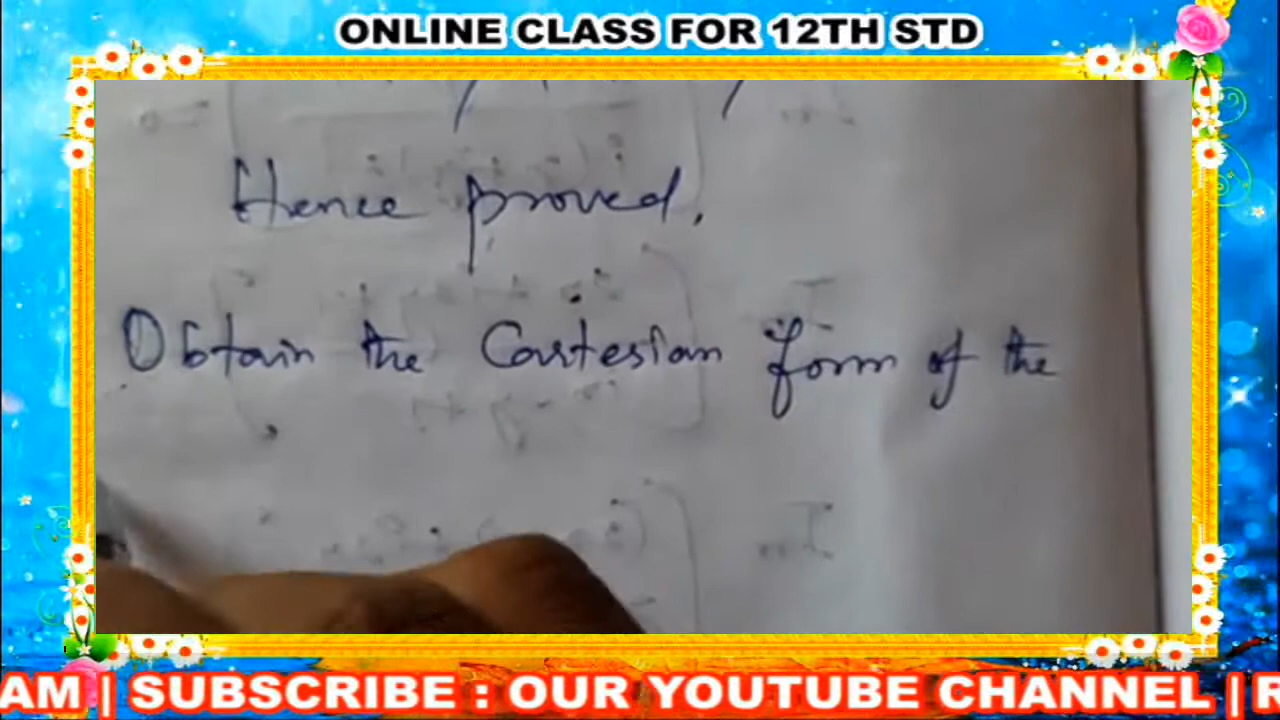 ONLINE CLASS FOR 12TH STD
Hence proved.
Obtain the Cartesian form of the
AM | SUBSCRIBE : OUR YOUTUBE CHANNEL | R